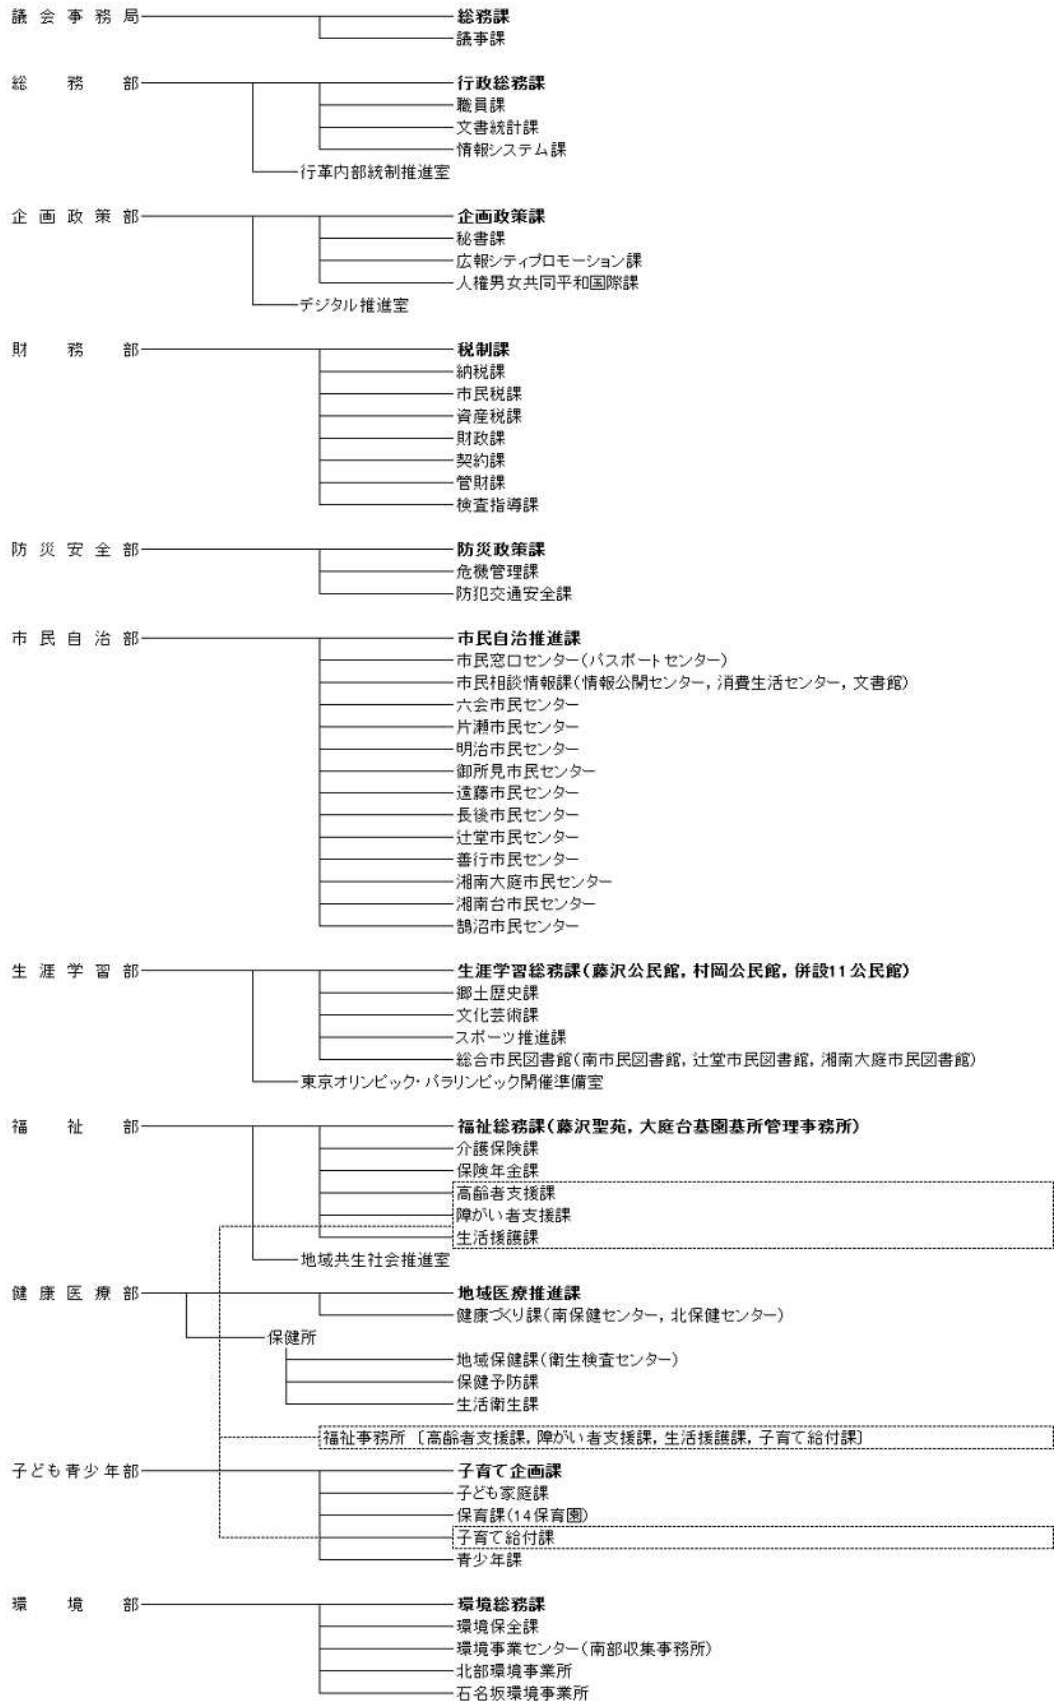 議会事務局 総務課
議事課
総務部 行政総務課
職員課
文書統計課
情報システム課
行革内部統制推進室
企画政策部 企画政策課
秘書課
広報シティプロモーション課
人権男女共同平和国際課
デジタル推進室
財務部 税制課
納税課
市民税課
資産税課
財政課
契約課
管財課
検査指導課
防災安全部 防災政策課
危機管理課
防犯交通安全課
市民自治部 市民自治推進課
市民窓口センター(パスポートセンター)
市民相談情報課(情報公開センター, 消費生活センター, 文書館)
六会市民センター
片瀬市民センター
明治市民センター
御所見市民センター
遠藤市民センター
長後市民センター
辻堂市民センター
善行市民センター
湘南大庭市民センター
湘南台市民センター
鵠沼市民センター
生涯学習部 生涯学習総務課(藤沢公民館, 村岡公民館, 併設11公民館)
郷土歴史課
文化芸術課
スポーツ推進課
総合市民図書館(南市民図書館, 辻堂市民図書館, 湘南大庭市民図書館)
東京オリンピック・パラリンピック開催準備室
福祉部 福祉総務課(藤沢聖苑, 大庭台墓園墓所管理事務所)
介護保険課
保険年金課
高齢者支援課
障がい者支援課
生活援護課
地域共生社会推進室
健康医療部 地域医療推進課
健康づくり課(南保健センター, 北保健センター)
保健所
地域保健課(衛生検査センター)
保健予防課
生活衛生課
福祉事務所 〔高齢者支援課, 障がい者支援課, 生活援護課, 子育て給付課〕
子ども青少年部 子育て企画課
子ども家庭課
保育課(14保育園)
子育て給付課
青少年課
環境部 環境総務課
環境保全課
環境事業センター(南部収集事務所)
北部環境事業所
石名坂環境事業所